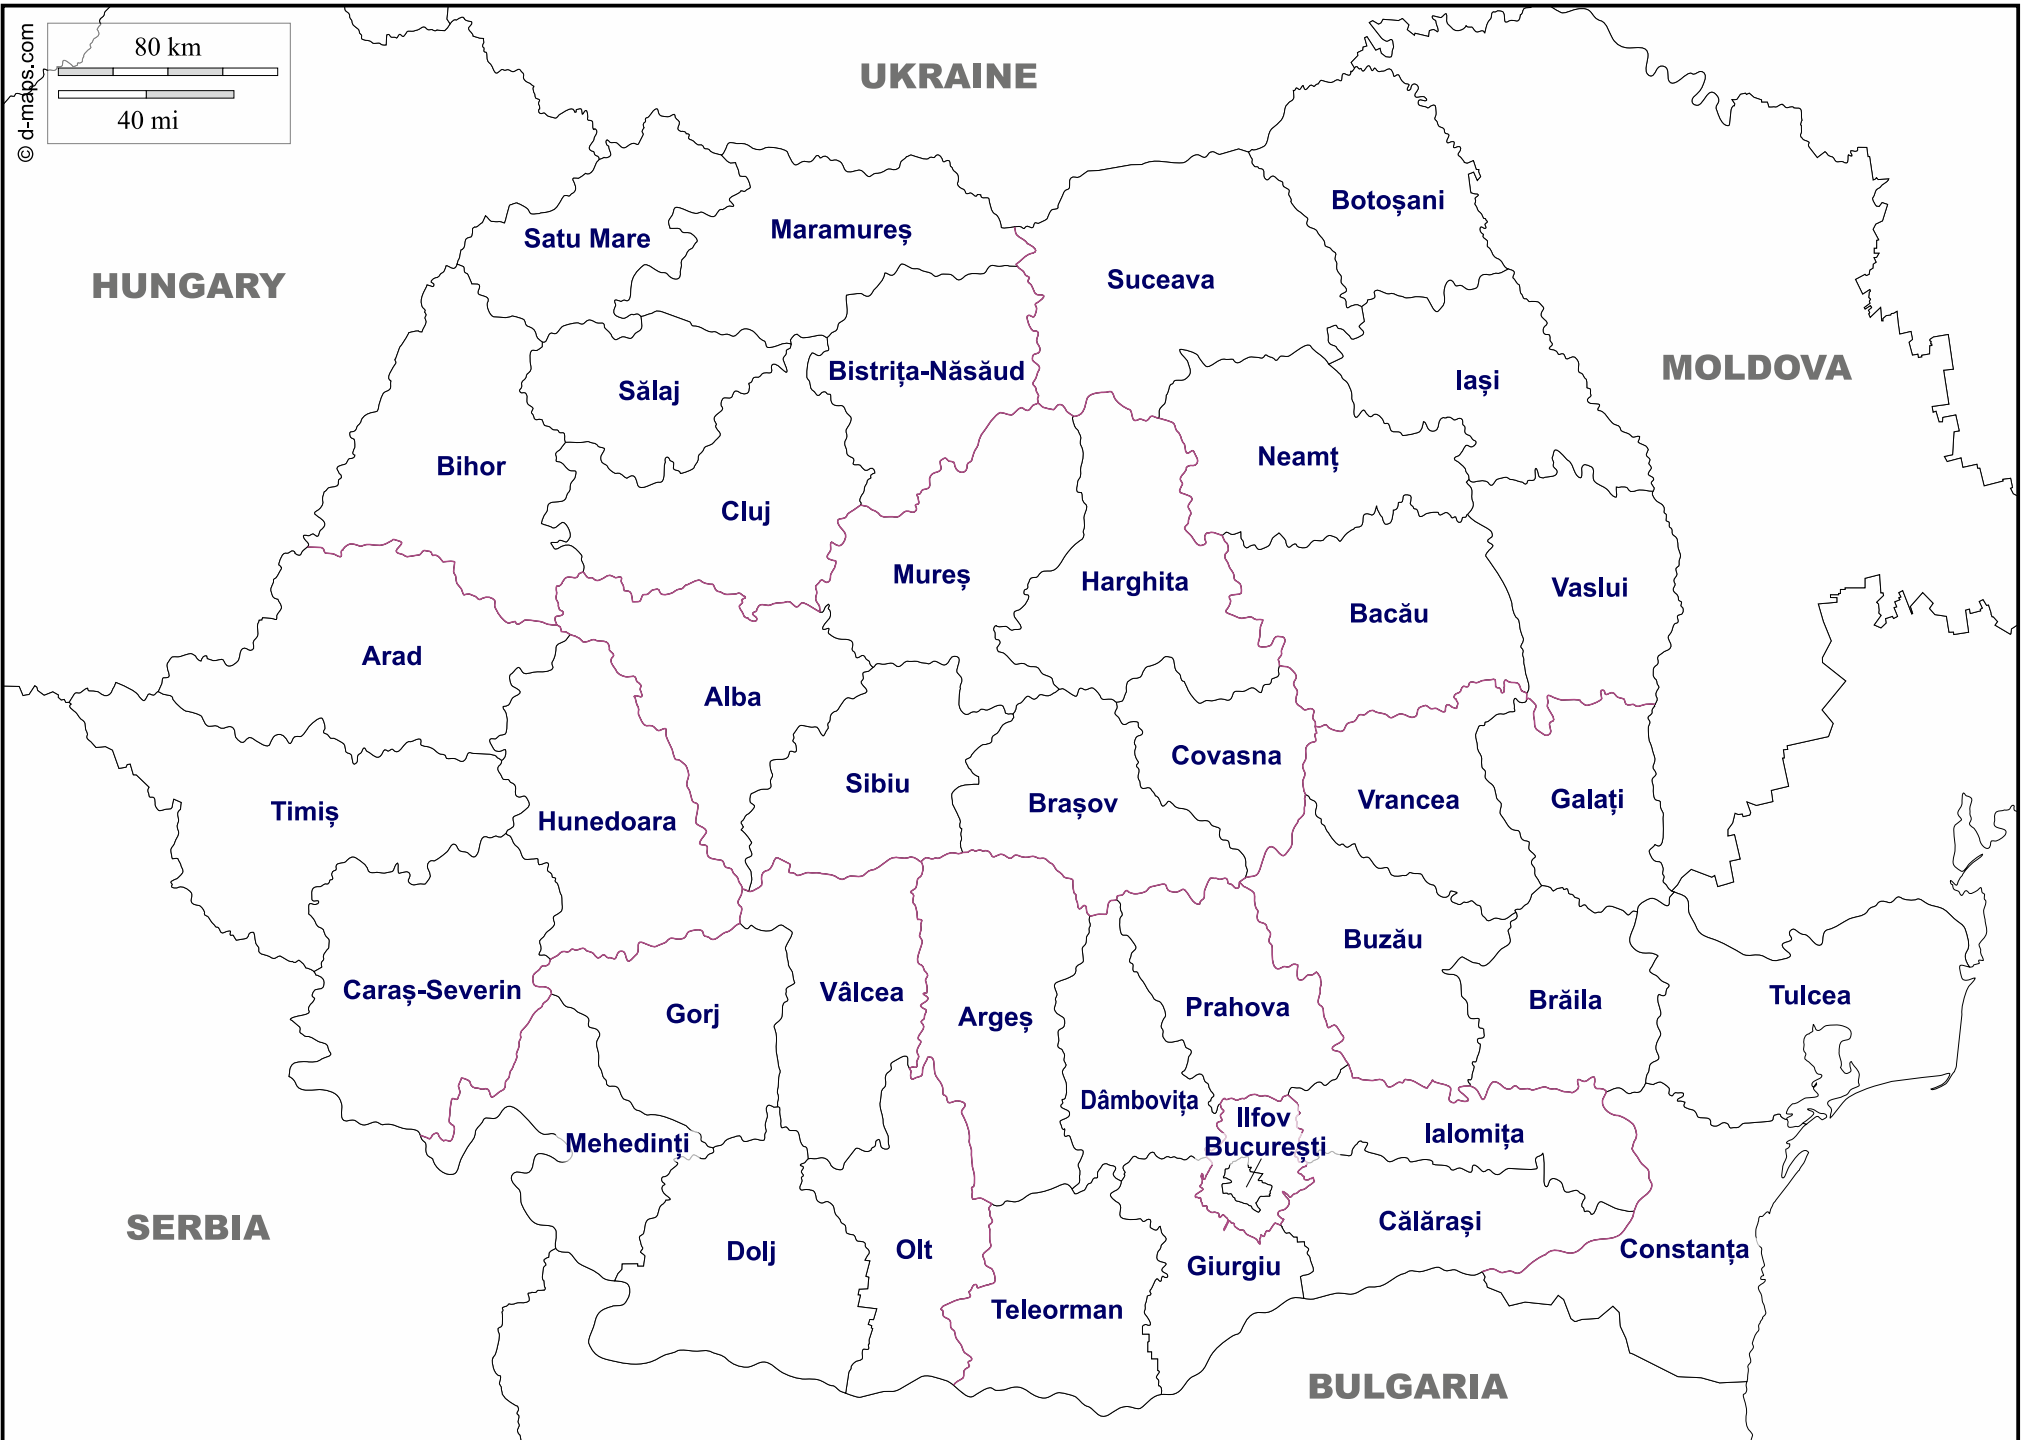 © d-maps.com
80 km
40 mi
UKRAINE
Botoșani
Satu Mare
Maramureș
HUNGARY
Suceava
MOLDOVA
Bistrița-Năsăud
Iași
Sălaj
Neamț
Bihor
Cluj
Mureș
Harghita
Vaslui
Bacău
Arad
Alba
Covasna
Sibiu
Vrancea
Galați
Brașov
Timiș
Hunedoara
Buzău
Caraș-Severin
Vâlcea
Tulcea
Brăila
Prahova
Gorj
Argeș
Dâmbovița
Ilfov
București
Ialomița
Mehedinți
SERBIA
Călărași
Constanța
Dolj
Olt
Giurgiu
Teleorman
BULGARIA